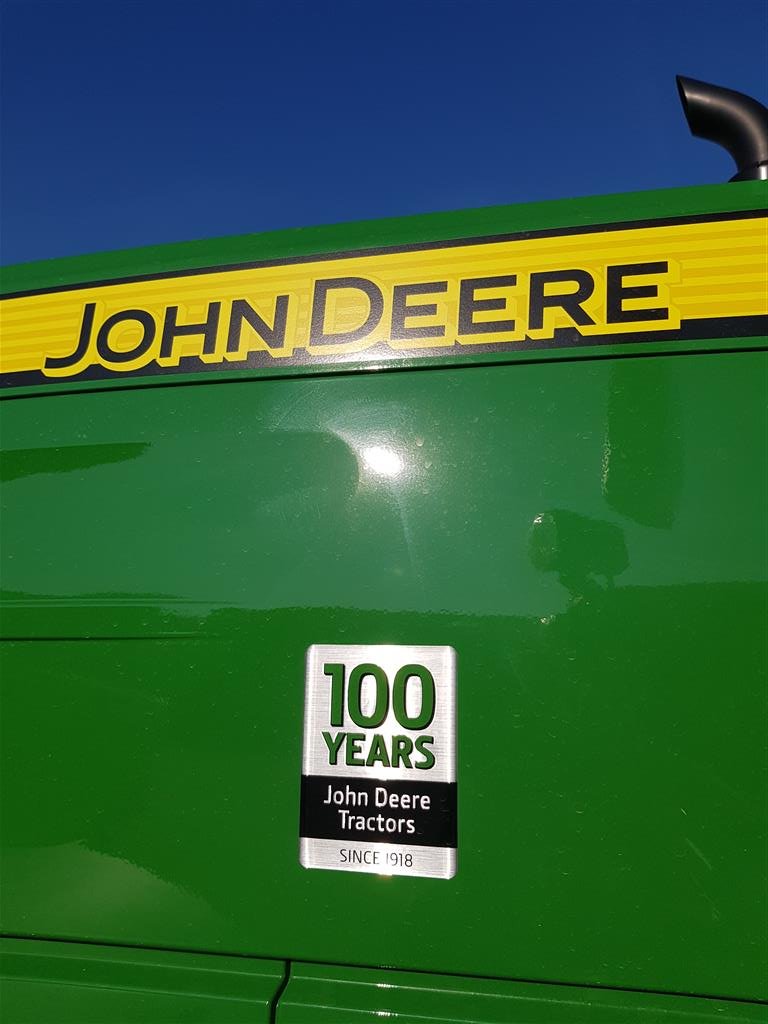 JOHN DEERE
100
YEARS
John Deere
Tractors
SINCE 1918